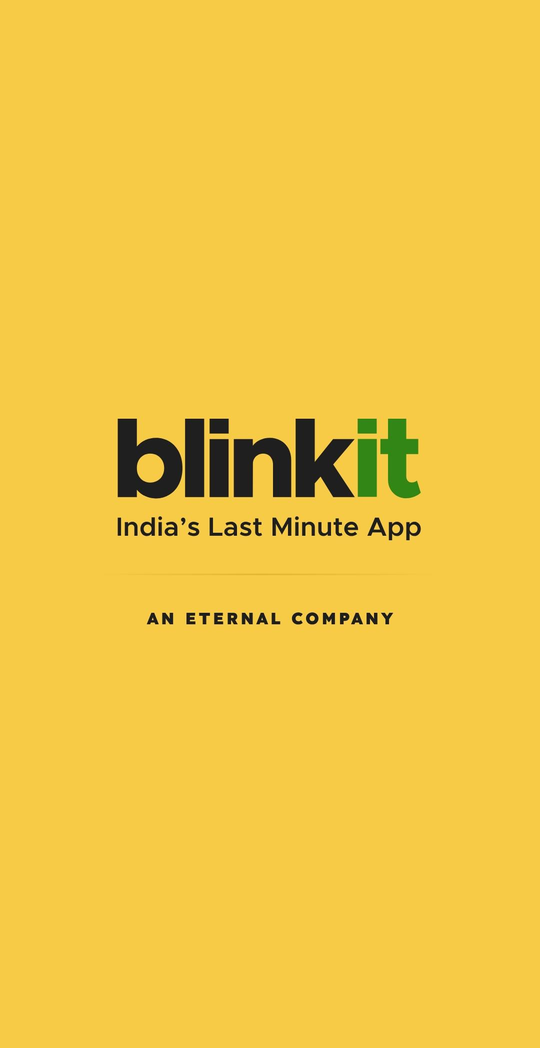 blinkit
India’s Last Minute App
AN ETERNAL COMPANY